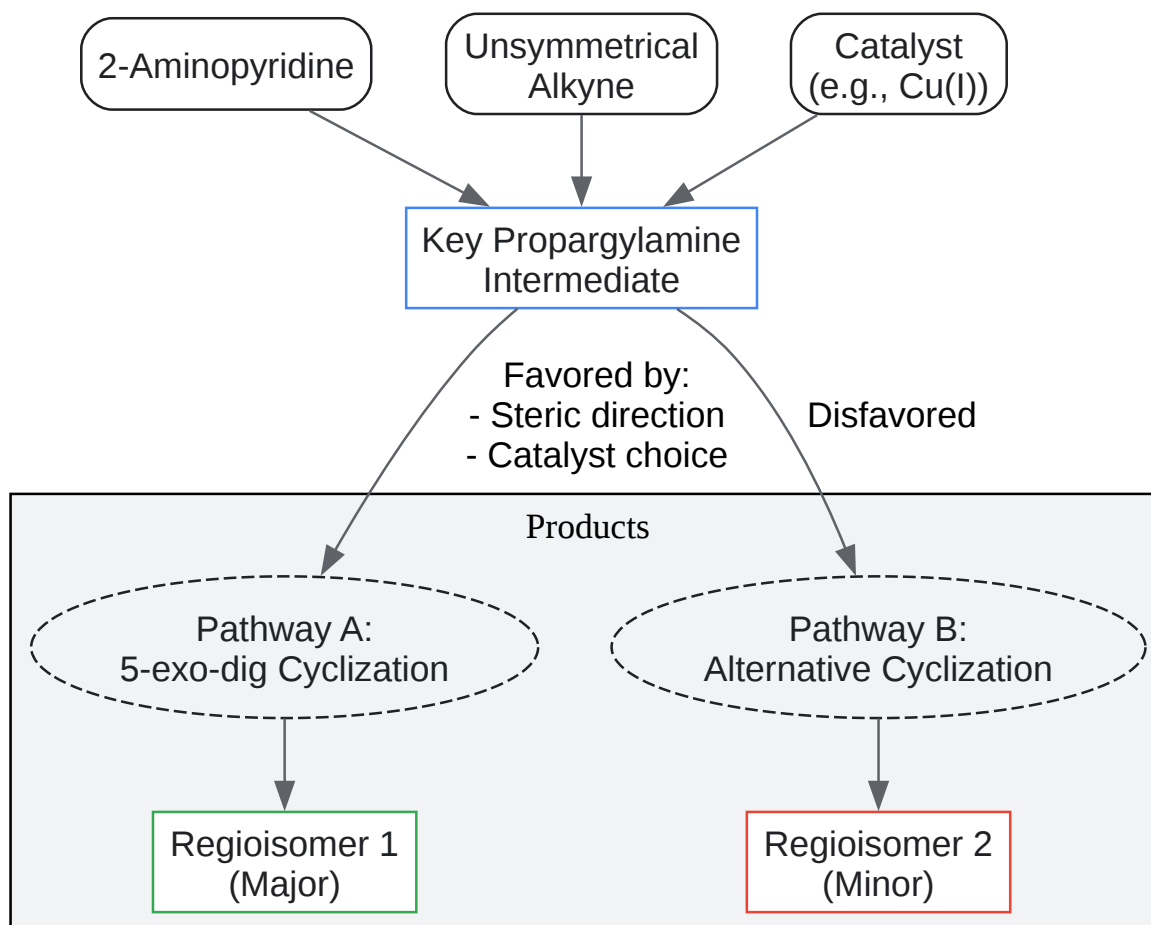 2-Aminopyridine
Unsymmetrical
Alkyne
Catalyst
(e.g., Cu(I))
Key Propargylamine
Intermediate
Favored by:
- Steric direction
- Catalyst choice
Disfavored
Products
Pathway A:
5-exo-dig Cyclization
Pathway B:
Alternative Cyclization
Regioisomer 1
(Major)
Regioisomer 2
(Minor)